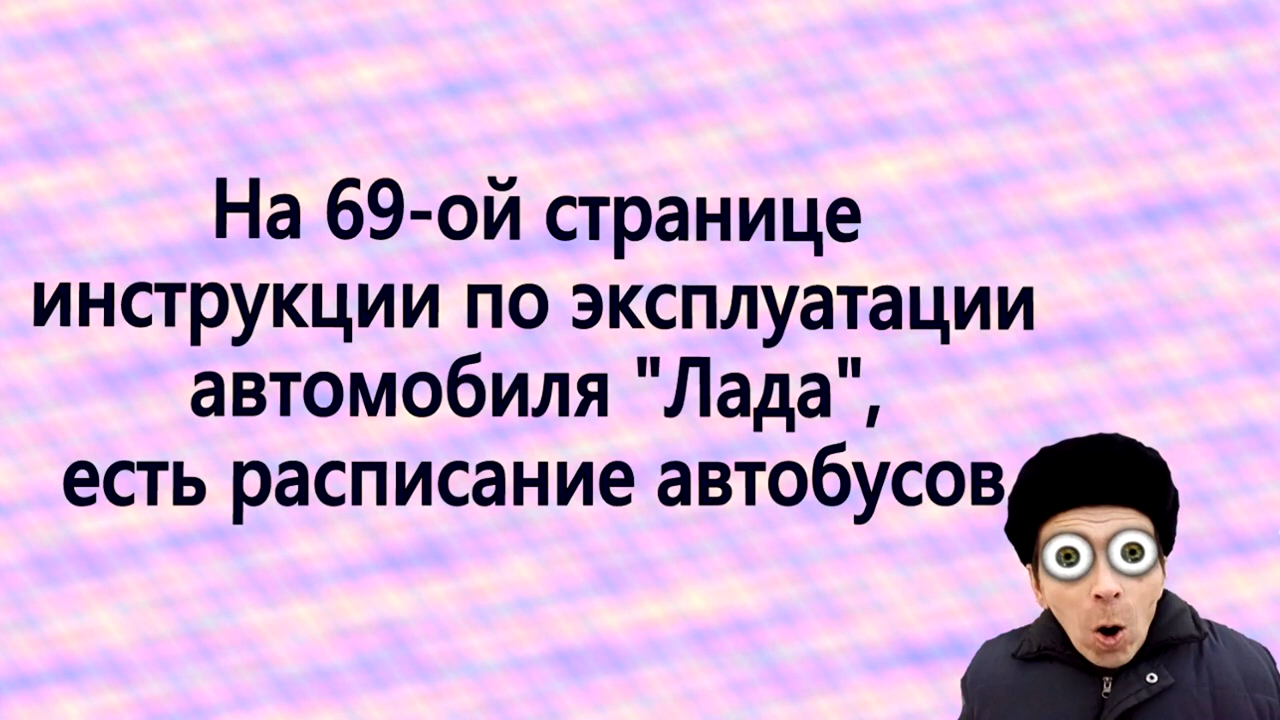 На 69-ой странице
инструкции по эксплуатации
автомобиля "Лада",
есть расписание автобусов